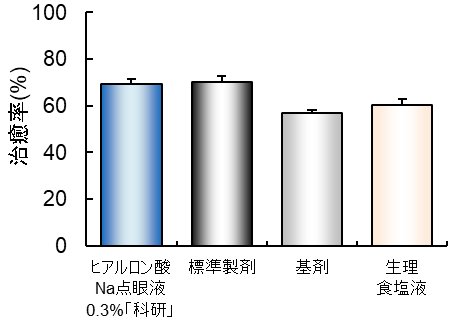 治癒率(%)
100
80
60
40
20
0
ヒアルロン酸
Na点眼液
0.3%「科研」
標準製剤
基剤
生理
食塩液